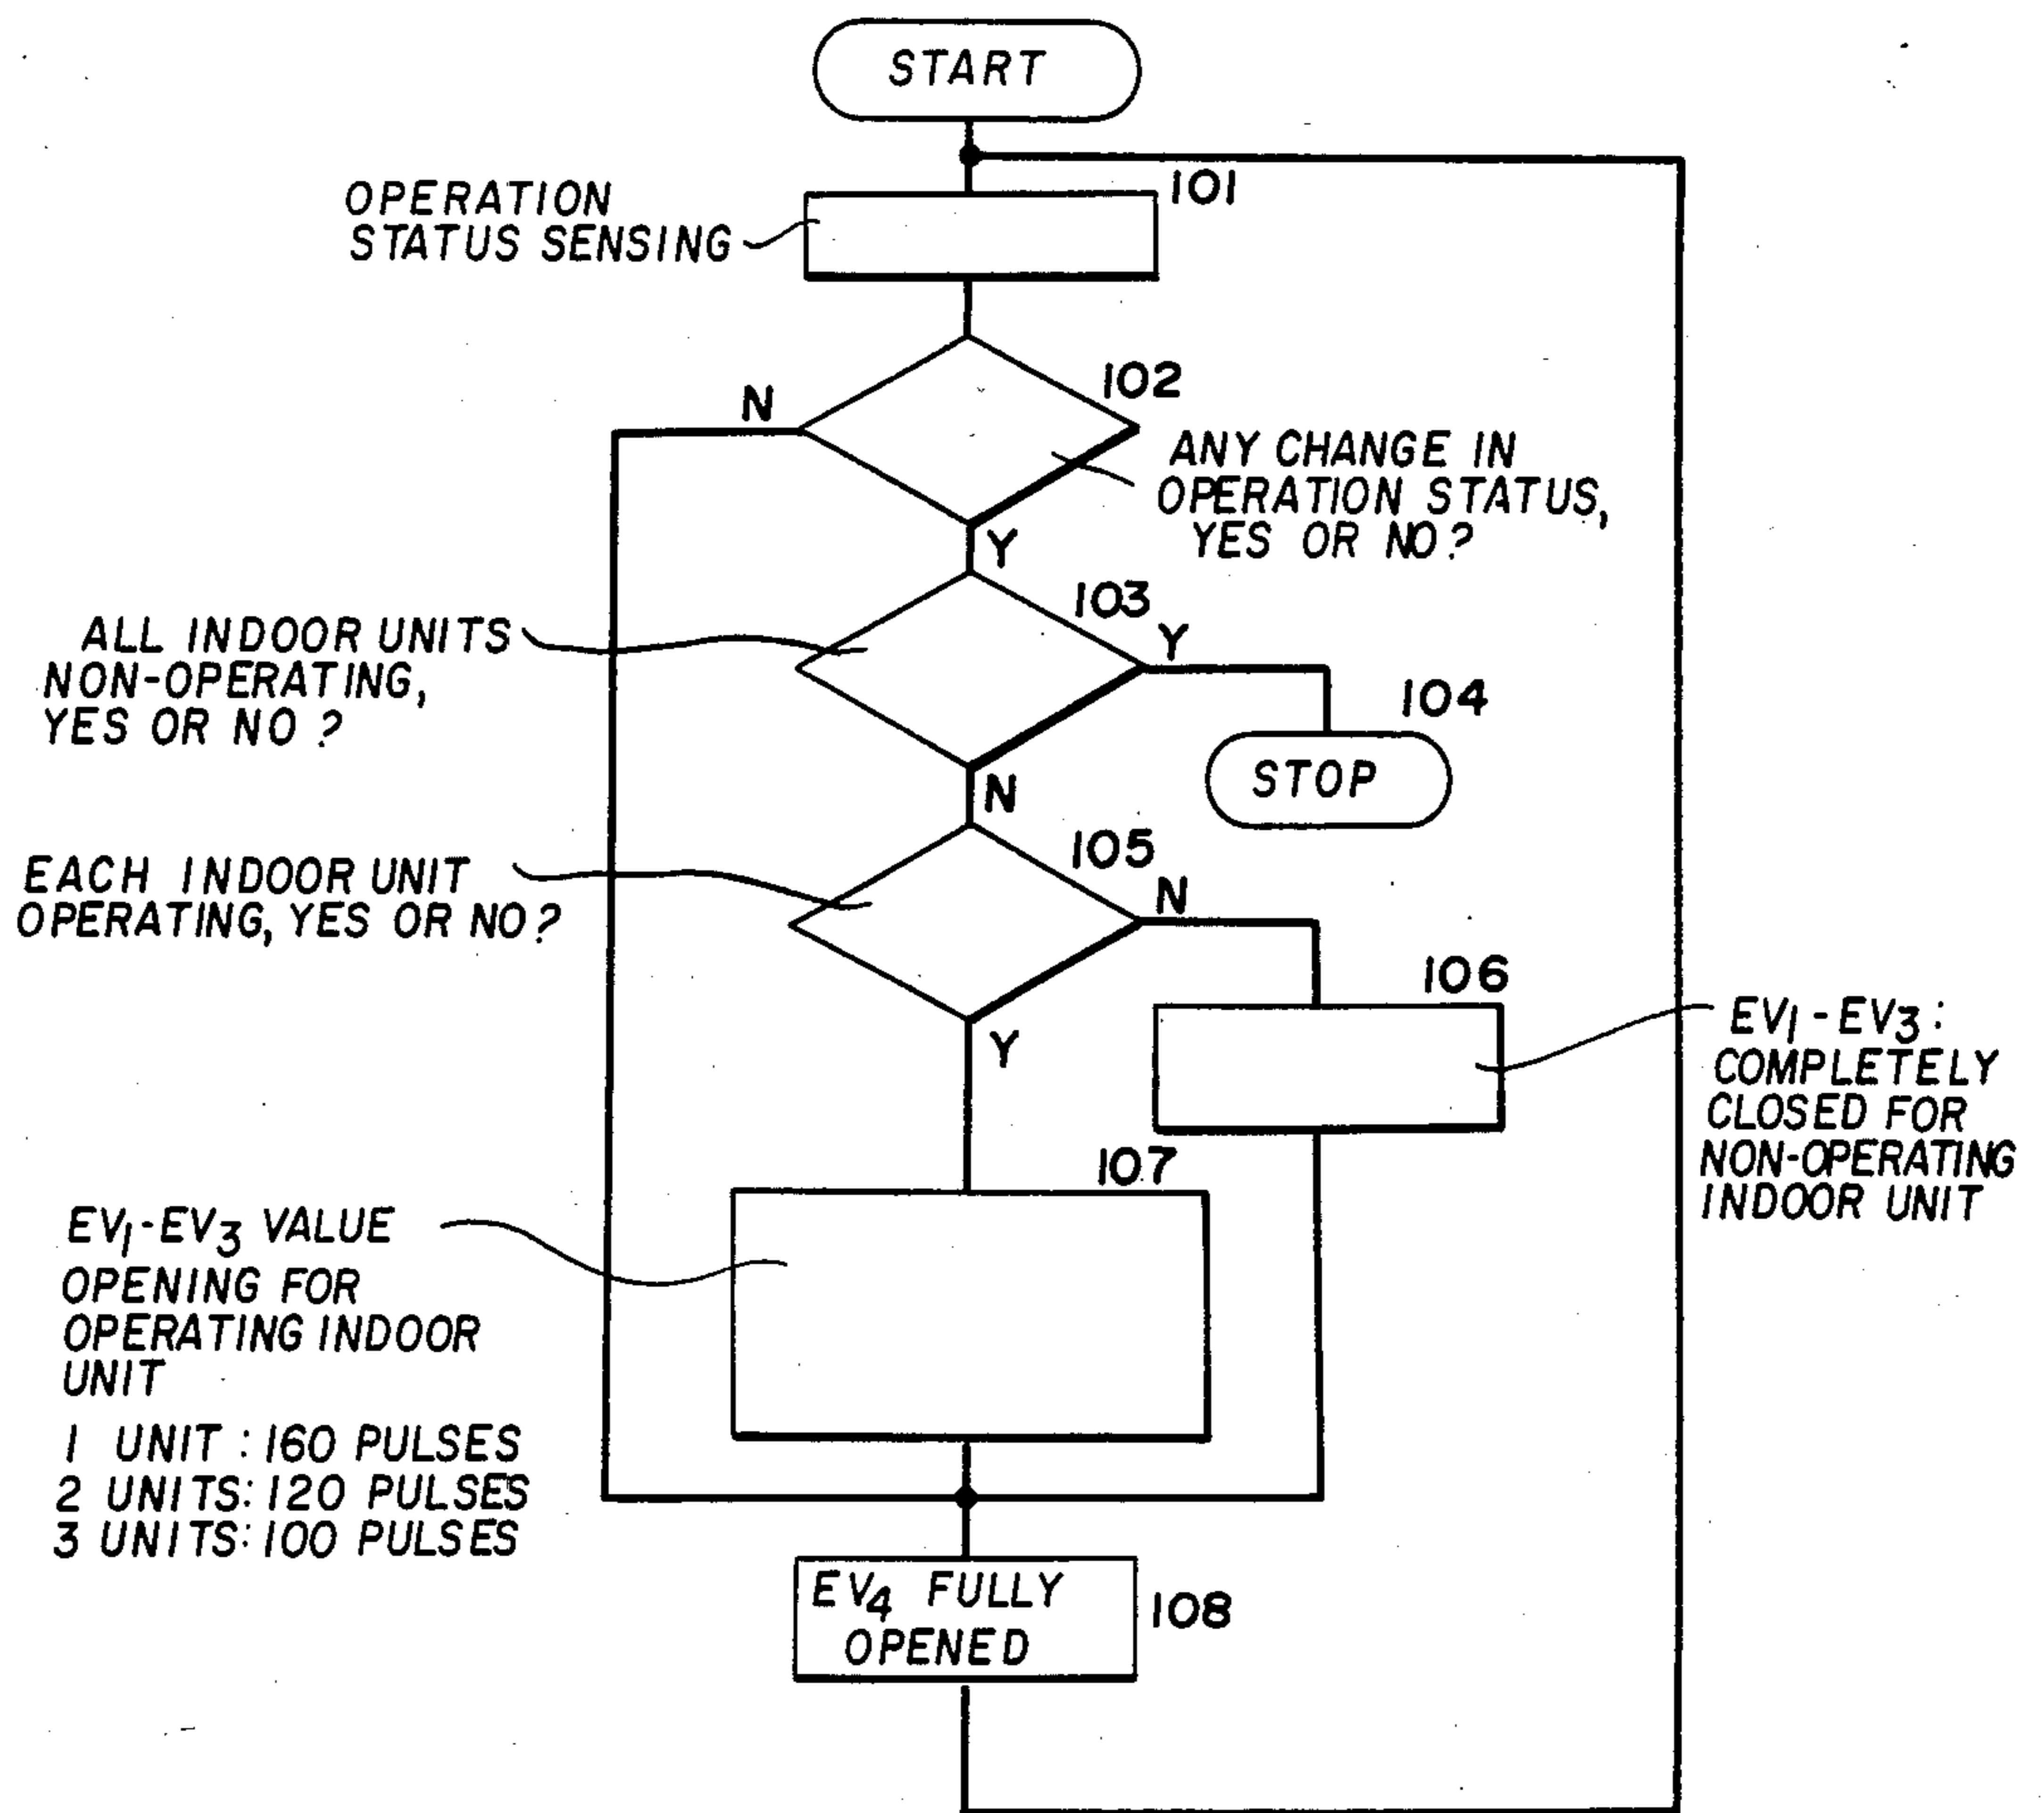 START
101
OPERATION
STATUS SENSING
102
N
ANY CHANGE IN
OPERATION STATUS,
YES OR NO?
Y
103
Y
ALL INDOOR UNITS
NON-OPERATING,
YES OR NO ?
104
STOP
N
105
N
EACH INDOOR UNIT
OPERATING, YES OR NO?
106
Y
EV1-EV3:
COMPLETELY
CLOSED FOR
NON-OPERATING
INDOOR UNIT
107
EV1-EV3 VALUE
OPENING FOR
OPERATING INDOOR
UNIT
1 UNIT : 160 PULSES
2 UNITS: 120 PULSES
3 UNITS: 100 PULSES
EV4 FULLY
OPENED
108